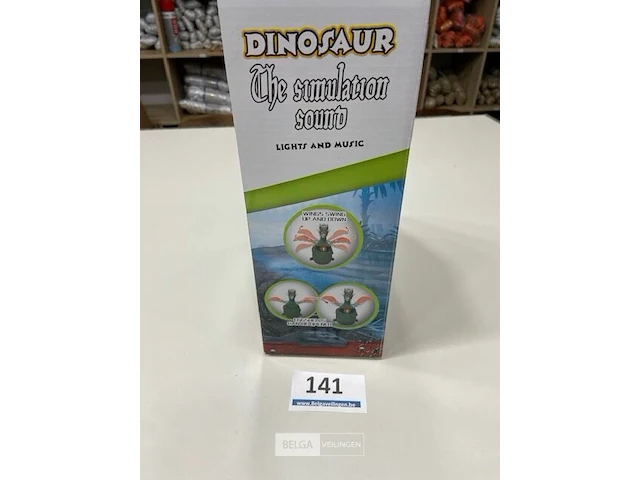 DINOSAUR
The simulation
sound
LIGHTS AND MUSIC
WINGS SWING
UP AND DOWN
141
www.Belgaveilingen.be
BELGA VEILINGEN